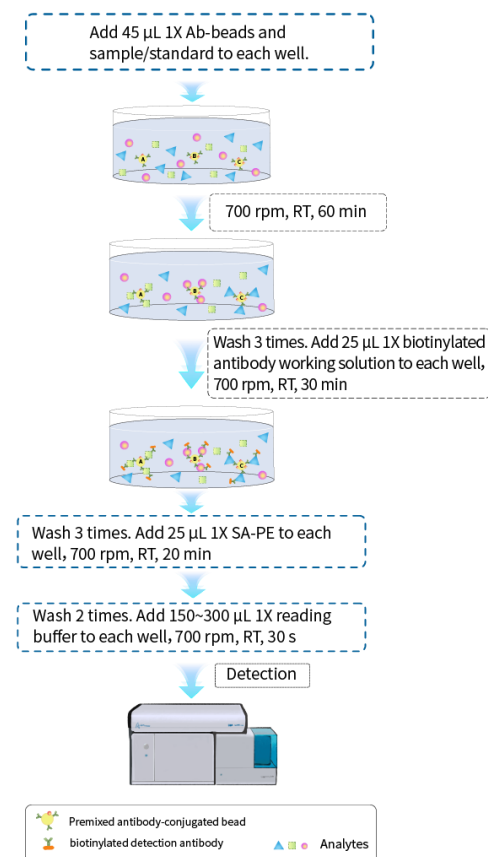 Add 45 μL 1X Ab-beads and
sample/standard to each well.
A
B
C
700 rpm, RT, 60 min
A
B
C
Wash 3 times. Add 25 μL 1X biotinylated
antibody working solution to each well,
700 rpm, RT, 30 min
A
B
C
Wash 3 times. Add 25 μL 1X SA-PE to each
well, 700 rpm, RT, 20 min
Wash 2 times. Add 150~300 μL 1X reading
buffer to each well, 700 rpm, RT, 30 s
Detection
Premixed antibody-conjugated bead
biotinylated detection antibody
Analytes